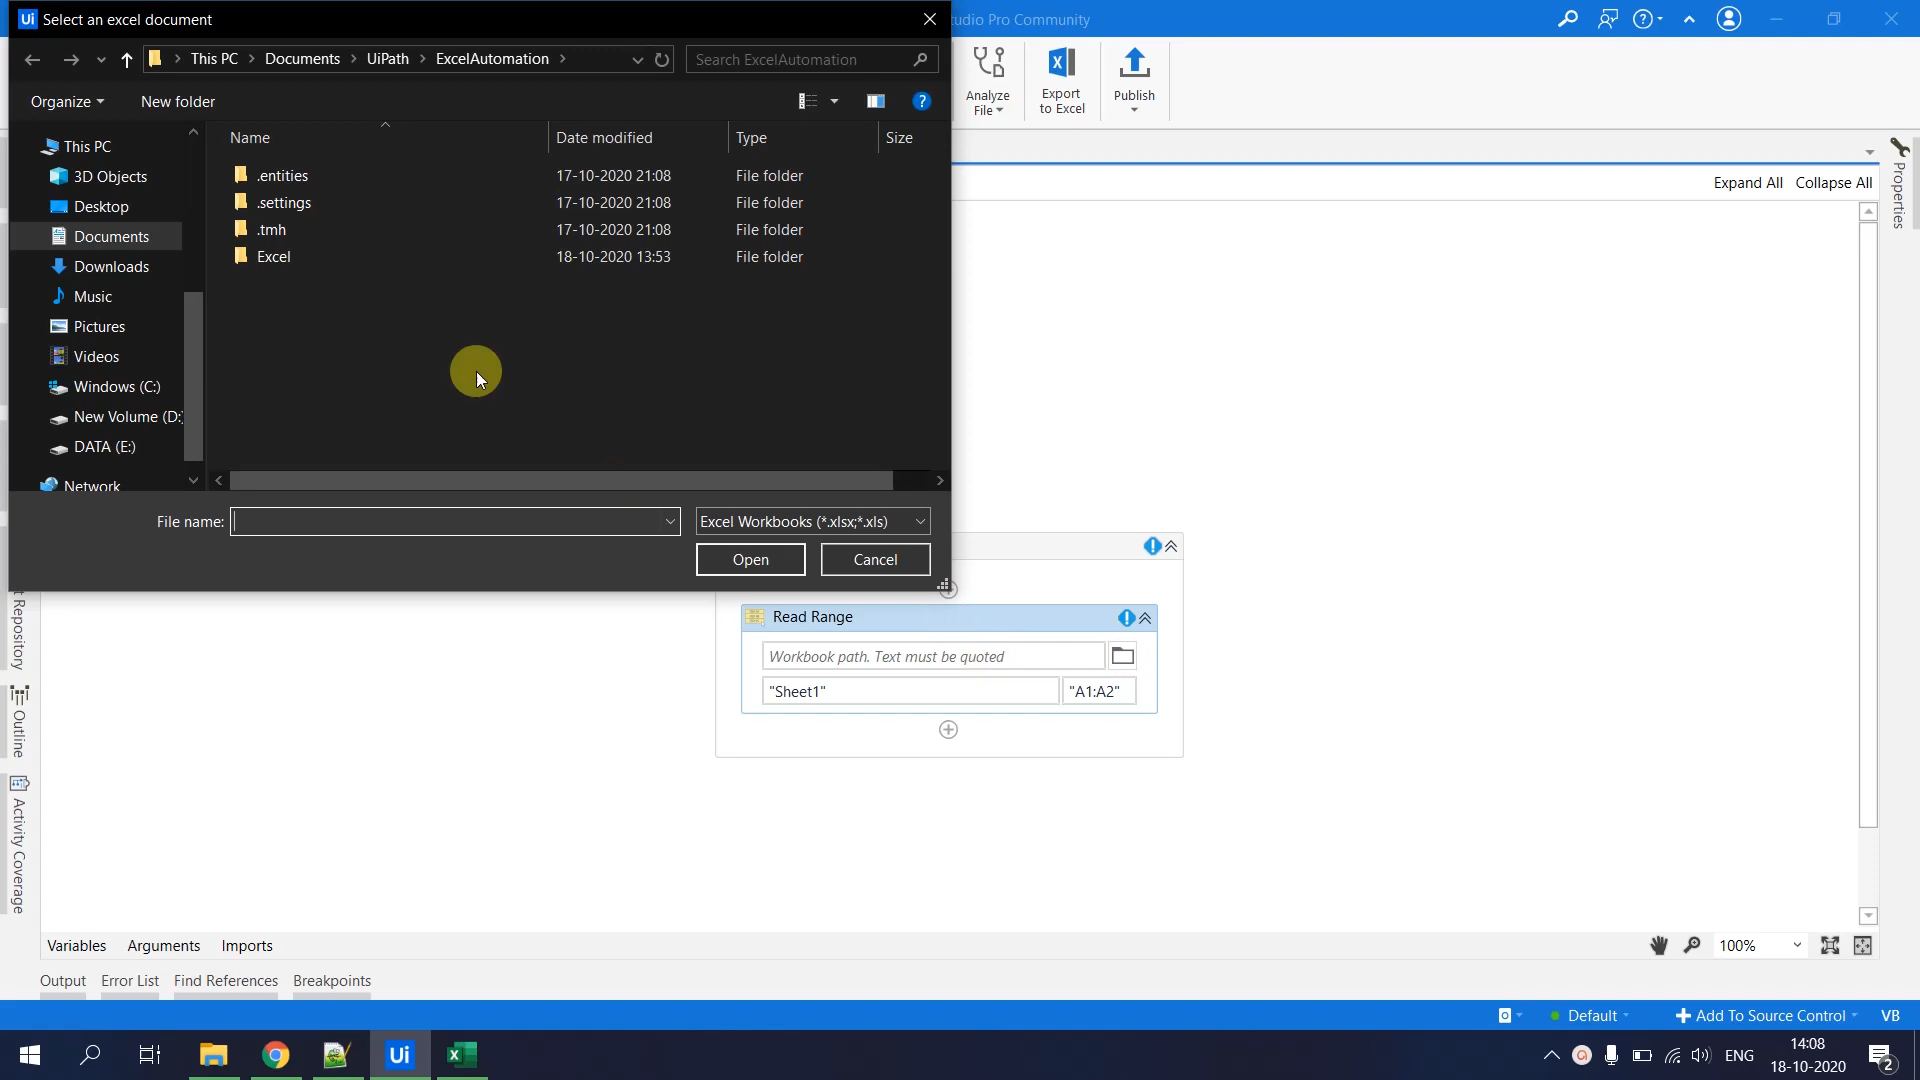 Ui Select an excel document
tudio Pro Community
This PC > Documents > UiPath > ExcelAutomation >
Search ExcelAutomation
Organize
New folder
Analyze File
Export to Excel
Publish
Name
Date modified
Type
Size
This PC
3D Objects
Desktop
Documents
Downloads
Music
Pictures
Videos
Windows (C:)
New Volume (D:
DATA (E:)
Network
.entities 17-10-2020 21:08 File folder
.settings 17-10-2020 21:08 File folder
.tmh 17-10-2020 21:08 File folder
Excel 18-10-2020 13:53 File folder
Expand All Collapse All
Properties
File name:
Excel Workbooks (*.xlsx;*.xls)
Open
Cancel
Read Range
Workbook path. Text must be quoted
"Sheet1"
"A1:A2"
t Repository
Outline
Activity Coverage
Variables Arguments Imports
100%
Output Error List Find References Breakpoints
Default
Add To Source Control
VB
Ui
ENG
14:08
18-10-2020
2